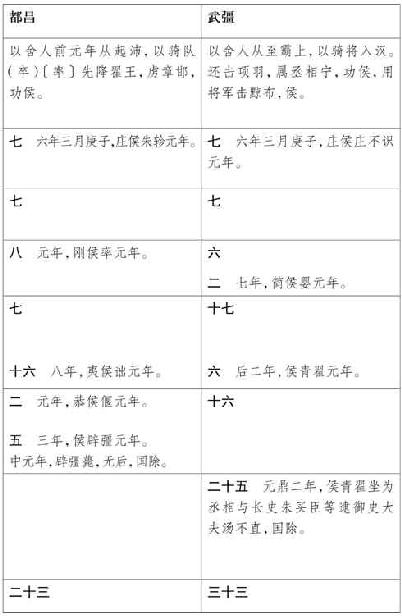 都昌
武彊
以舍人前元年从起沛,以骑队
(卒)〔率〕先降翟王,虏章邯,
功侯。
以舍人从至霸上,以骑将入汉。
还击项羽,属丞相宁,功侯,用
将军击黥布,侯。
七 六年三月庚子,庄侯朱轸元年。
七 六年三月庚子,庄侯庄不识
元年。
七
七
八 元年,刚侯率元年。
六
二 七年,简侯婴元年。
七
十六 八年,夷侯诎元年。
十七
六 后二年,侯青翟元年。
二 元年,恭侯偃元年。
五 三年,侯辟彊元年。
中元年,辟彊薨,无后,国除。
十六
二十五 元鼎二年,侯青翟坐为
丞相与长史朱买臣等逮御史大
夫汤不直,国除。
二十三
三十三